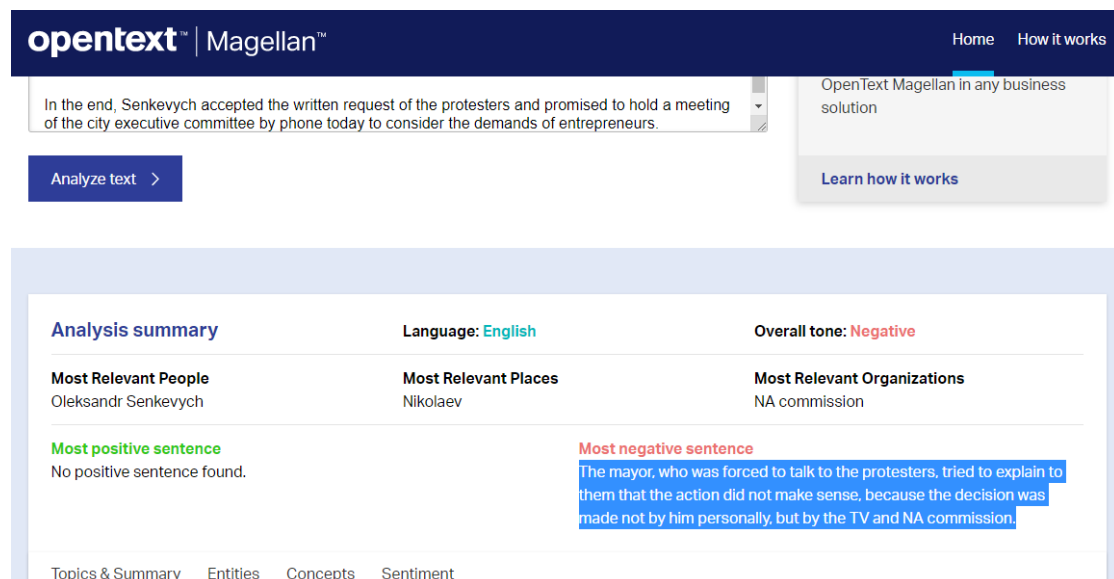 opentext™ | Magellan™
Home How it works
In the end, Senkevych accepted the written request of the protesters and promised to hold a meeting
of the city executive committee by phone today to consider the demands of entrepreneurs.
OpenText Magellan in any business
solution
Analyze text >
Learn how it works
Analysis summary
Language: English
Overall tone: Negative
Most Relevant People
Oleksandr Senkevych
Most Relevant Places
Nikolaev
Most Relevant Organizations
NA commission
Most positive sentence
No positive sentence found.
Most negative sentence
The mayor, who was forced to talk to the protesters, tried to explain to
them that the action did not make sense, because the decision was
made not by him personally, but by the TV and NA commission.
Topics & Summary Entities Concepts Sentiment